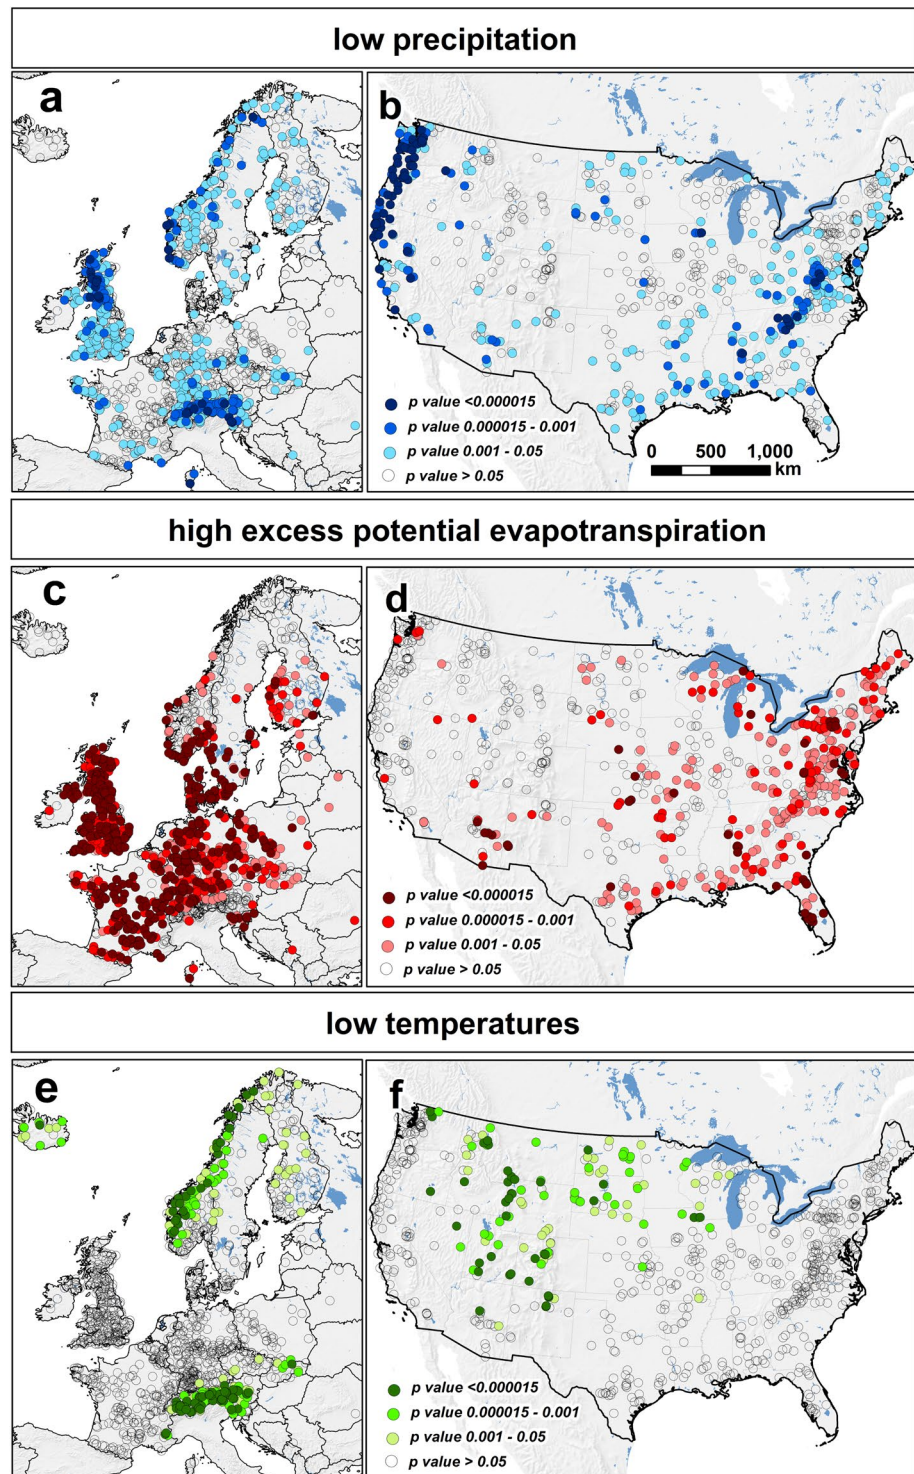 low precipitation
a
b
p value <0.000015
p value 0.000015 - 0.001
p value 0.001 - 0.05
p value > 0.05
0 500 1,000
km
high excess potential evapotranspiration
c
d
p value <0.000015
p value 0.000015 - 0.001
p value 0.001 - 0.05
p value > 0.05
low temperatures
e
f
p value <0.000015
p value 0.000015 - 0.001
p value 0.001 - 0.05
p value > 0.05